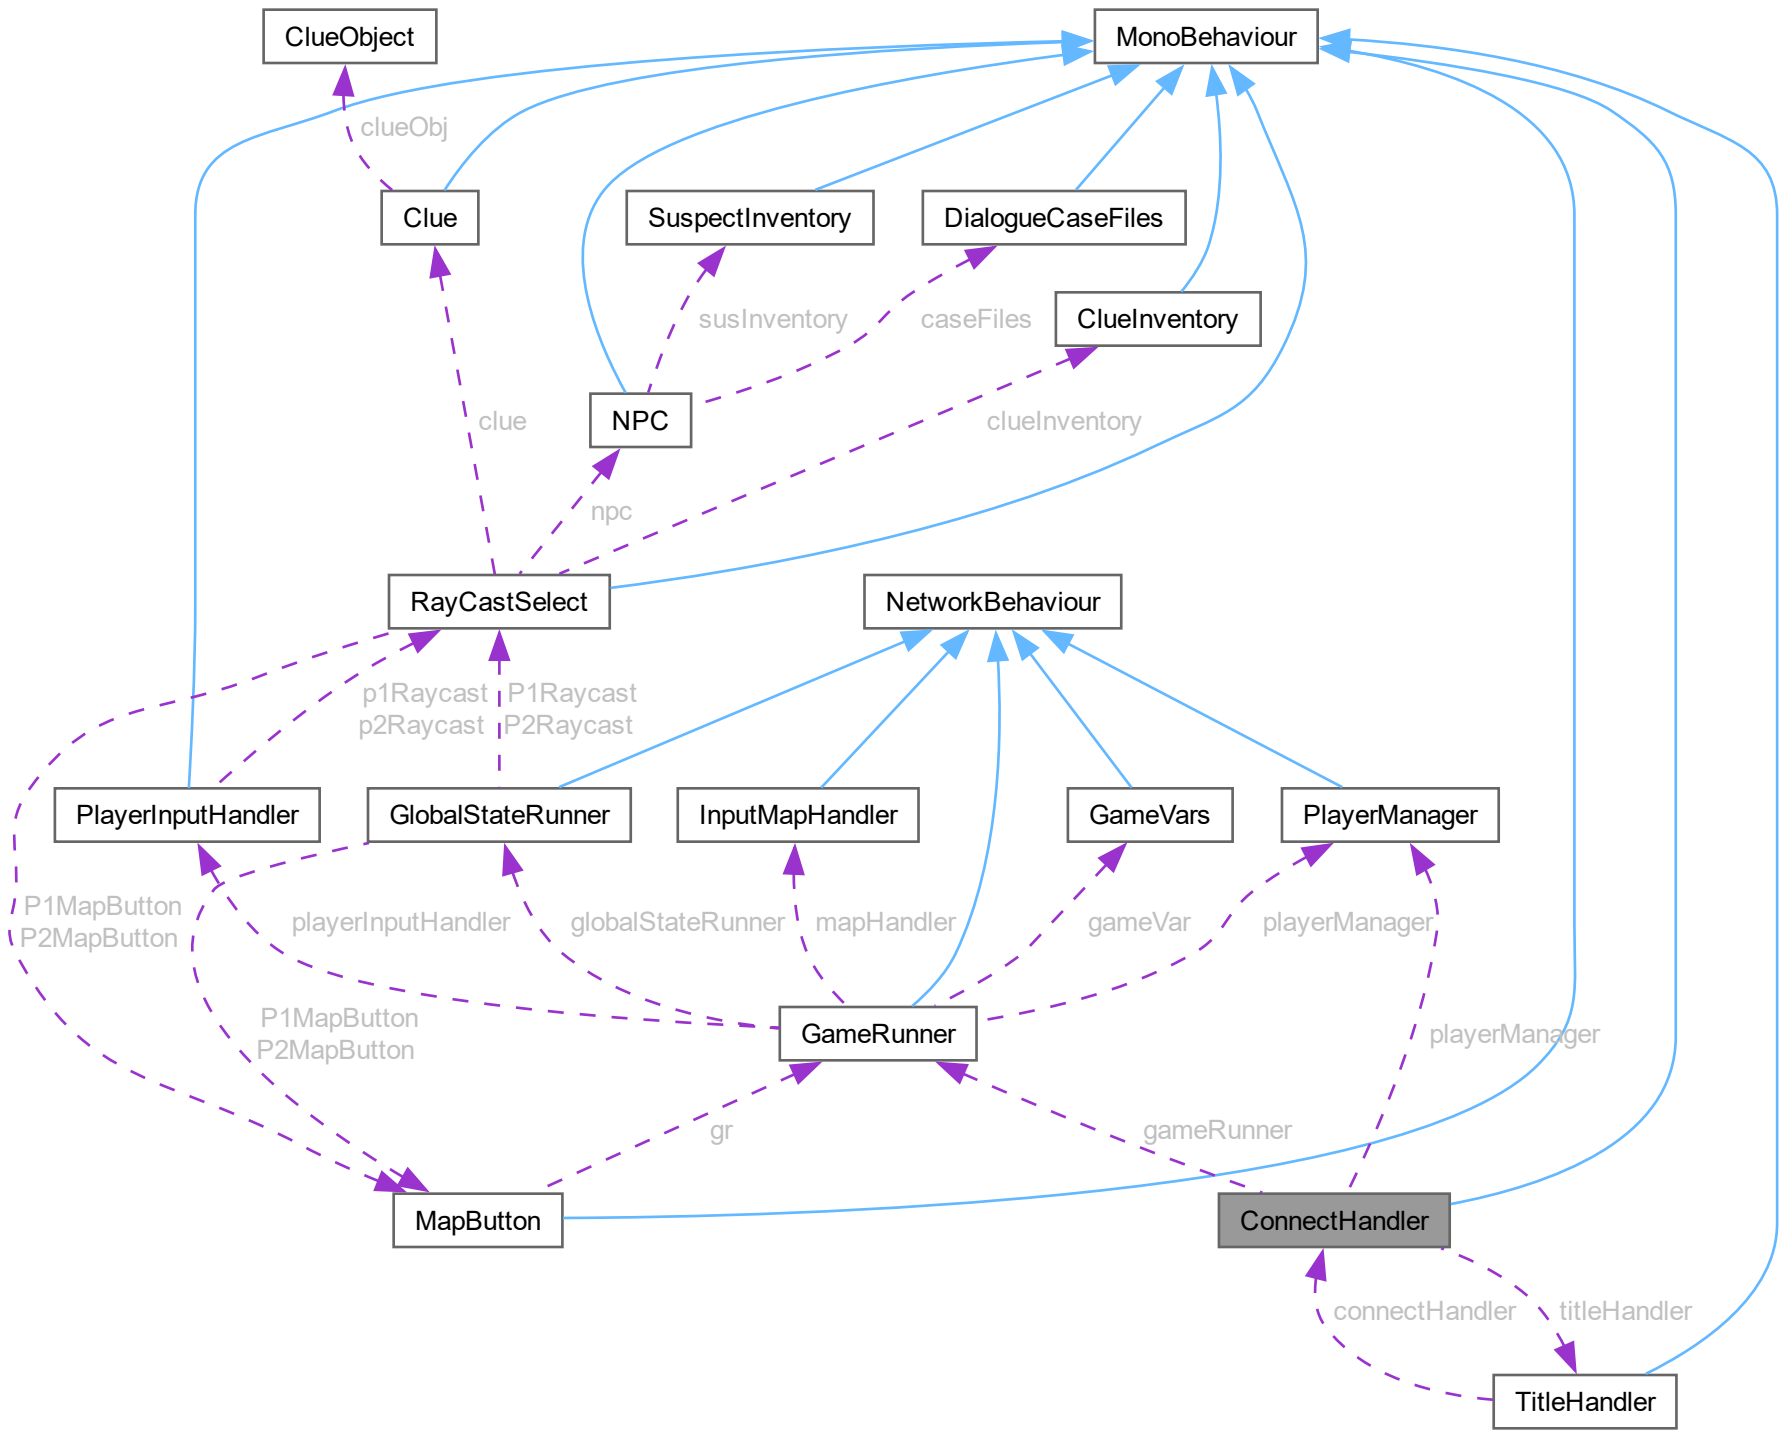 ClueObject
MonoBehaviour
clueObj
Clue
SuspectInventory
DialogueCaseFiles
susInventory
caseFiles
ClueInventory
clue
NPC
clueInventory
npc
RayCastSelect
NetworkBehaviour
p1Raycast
p2Raycast
P1Raycast
P2Raycast
PlayerInputHandler
GlobalStateRunner
InputMapHandler
GameVars
PlayerManager
P1MapButton
P2MapButton
playerInputHandler
globalStateRunner
mapHandler
gameVar
playerManager
P1MapButton
P2MapButton
GameRunner
playerManager
gr
gameRunner
MapButton
ConnectHandler
connectHandler
titleHandler
TitleHandler